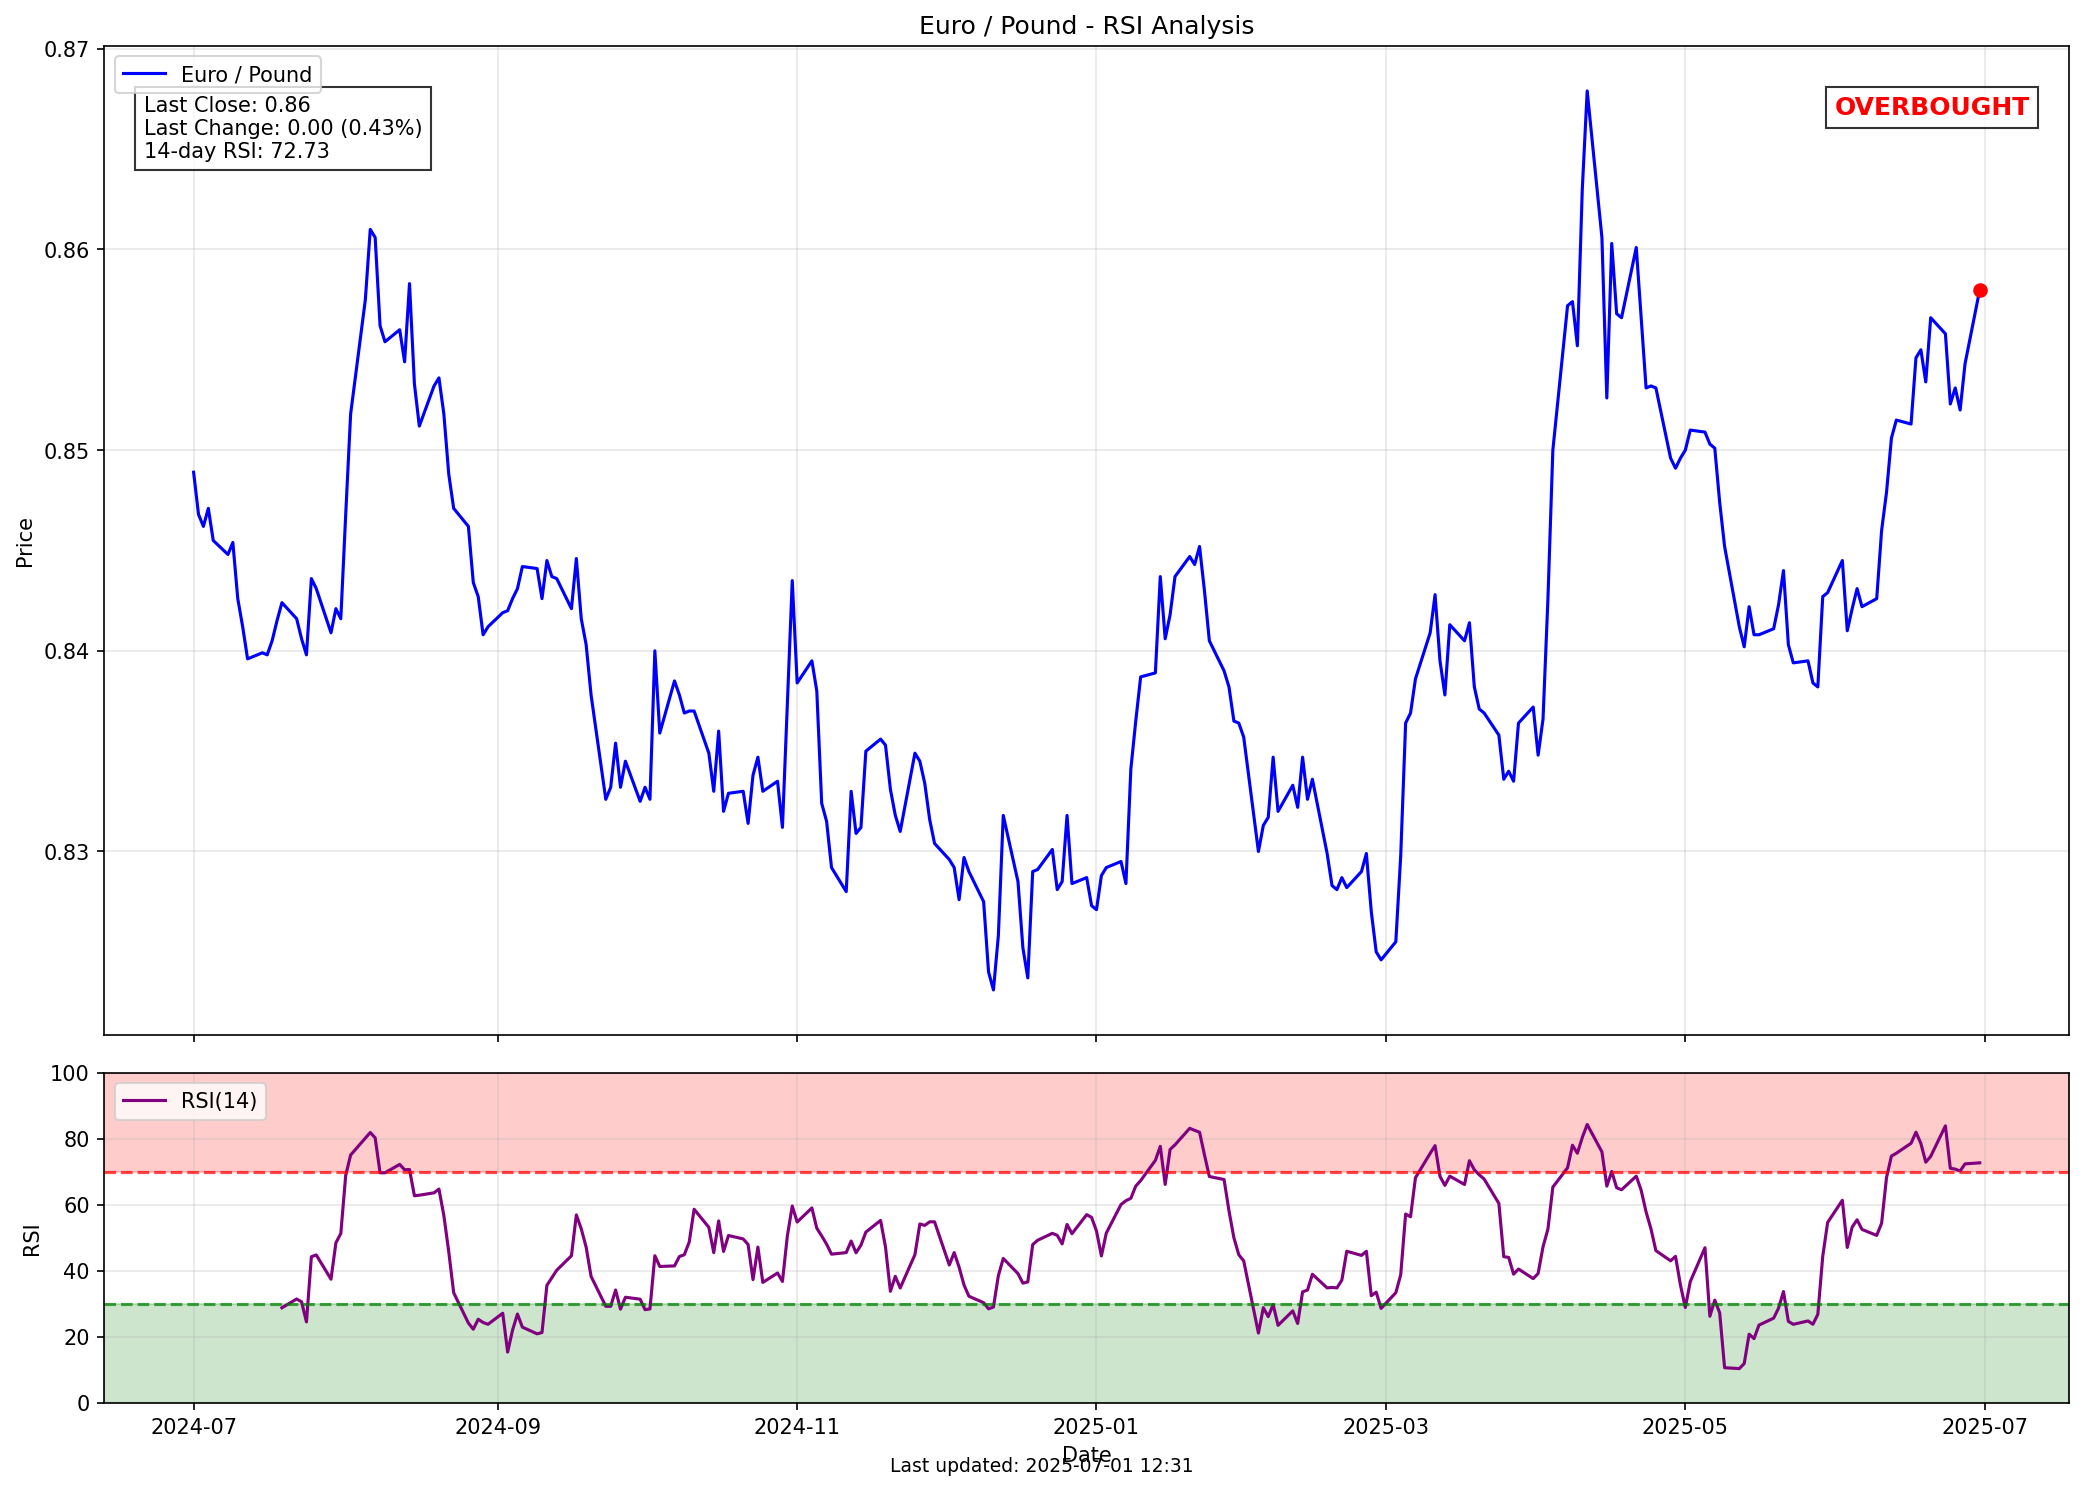 Euro / Pound - RSI Analysis
Euro / Pound
Last Close: 0.86
Last Change: 0.00 (0.43%)
14-day RSI: 72.73
OVERBOUGHT
Price
0.87
0.86
0.85
0.84
0.83
RSI(14)
RSI
100
80
60
40
20
0
2024-07
2024-09
2024-11
2025-01
2025-03
2025-05
2025-07
Date
Last updated: 2025-07-01 12:31